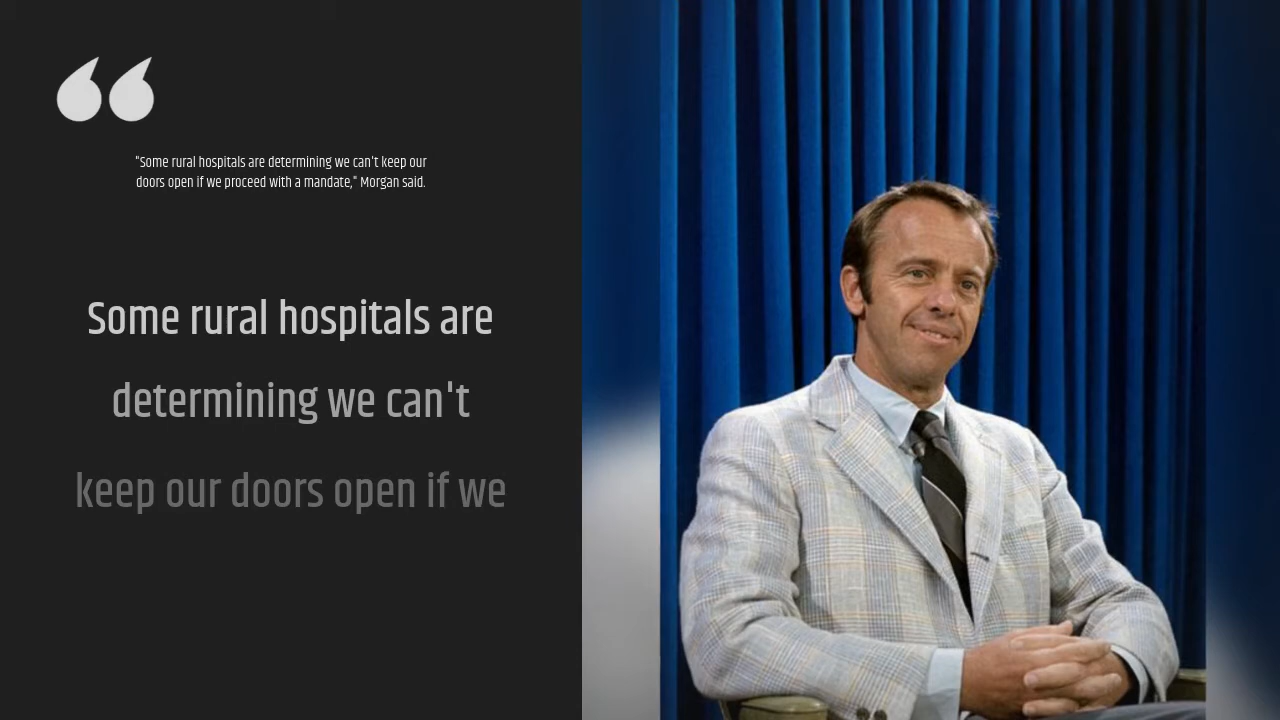 "Some rural hospitals are determining we can't keep our
doors open if we proceed with a mandate," Morgan said.
Some rural hospitals are
determining we can't
keep our doors open if we